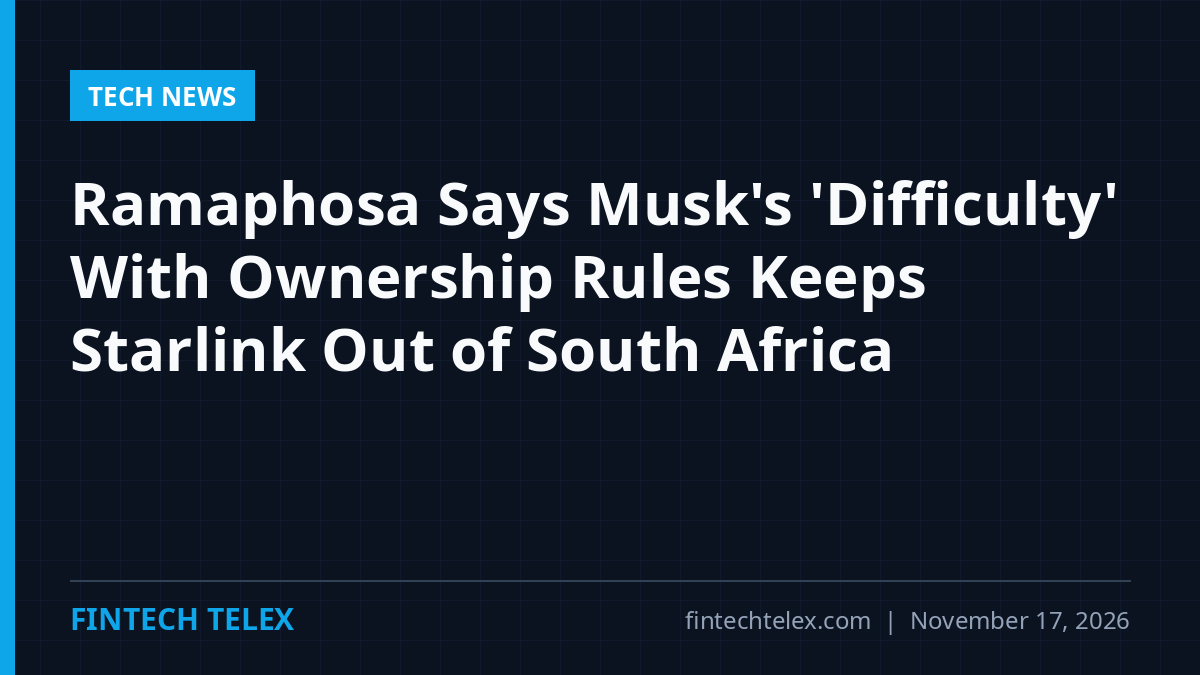 TECH NEWS
Ramaphosa Says Musk's 'Difficulty'
With Ownership Rules Keeps
Starlink Out of South Africa
FINTECH TELEX
fintechtelex.com | November 17, 2026